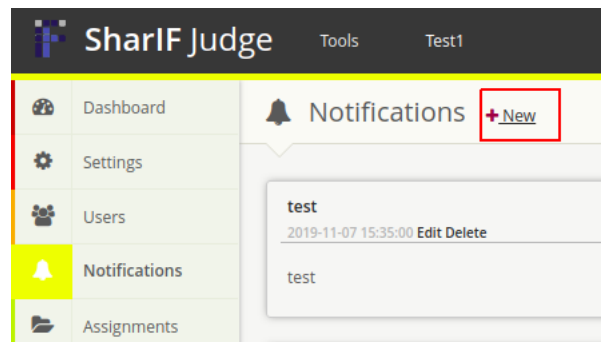 SharIF Judge Tools Test1
Dashboard
Settings
Users
Notifications
Assignments
Notifications +New
test
2019-11-07 15:35:00 Edit Delete
test